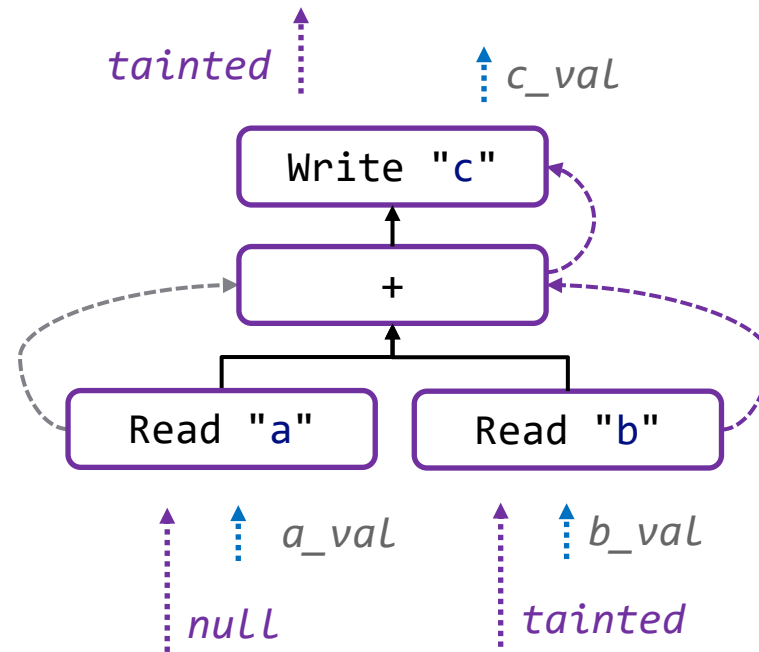 tainted
c_val
Write "c"
+
Read "a"
Read "b"
a_val
b_val
null
tainted